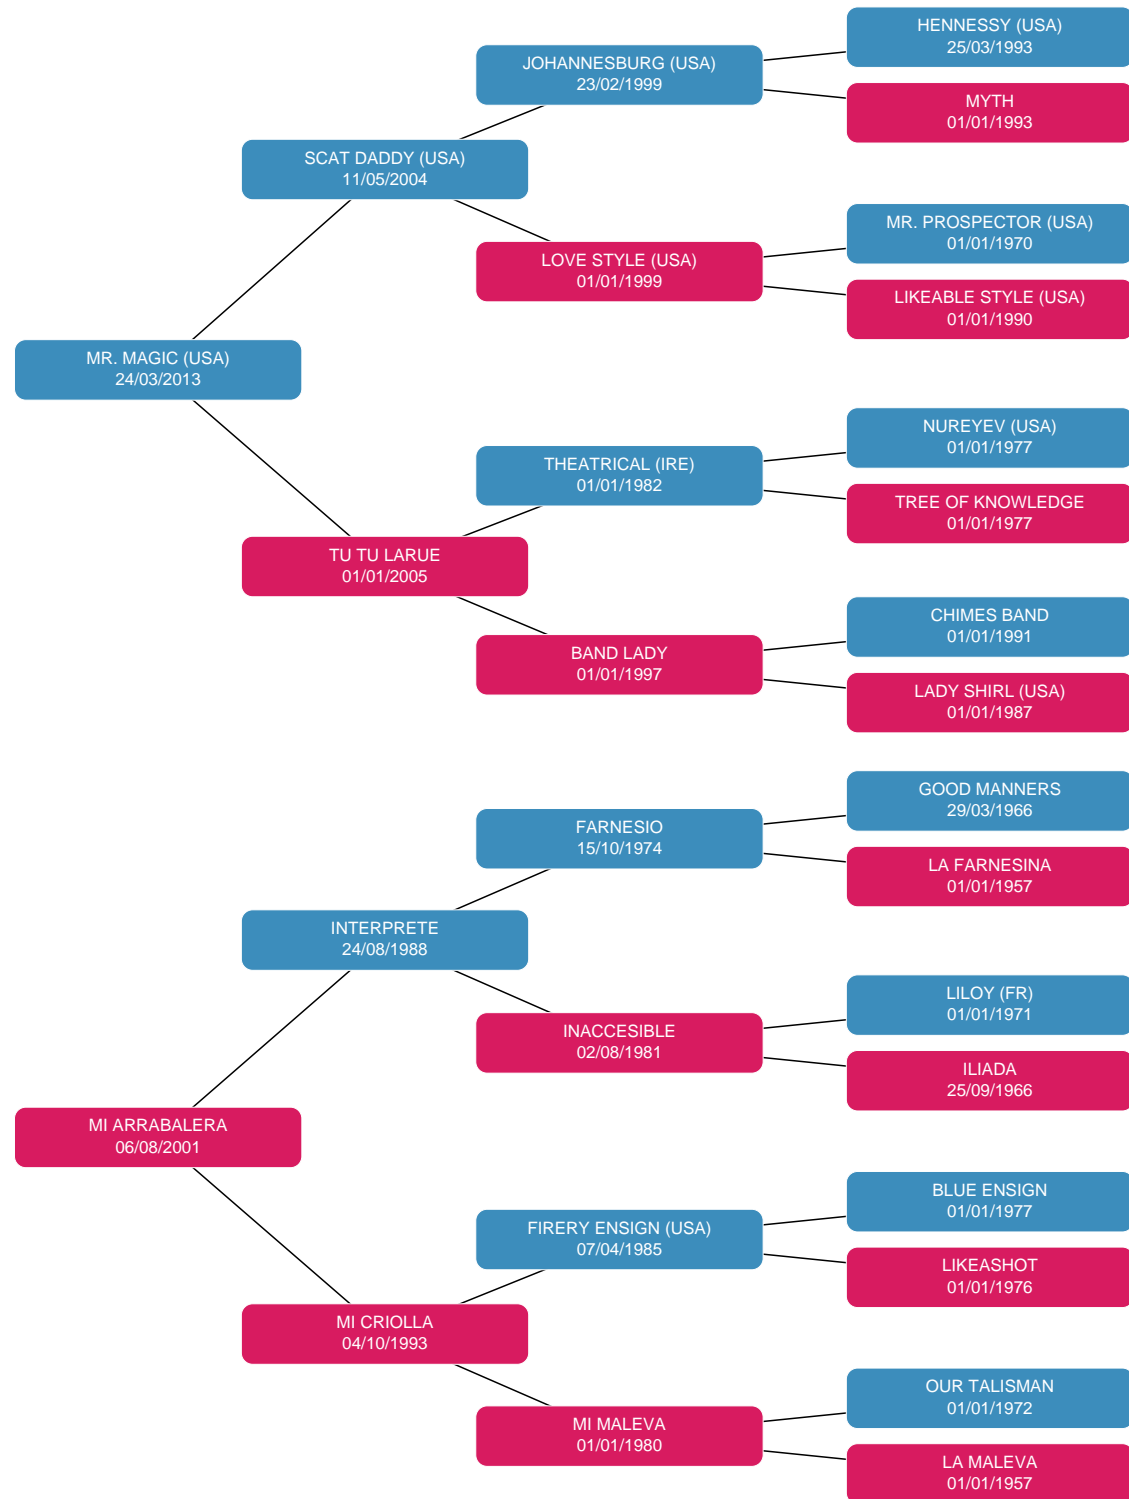 HENNESSY (USA)
25/03/1993
JOHANNESBURG (USA)
23/02/1999
MYTH
01/01/1993
SCAT DADDY (USA)
11/05/2004
MR. PROSPECTOR (USA)
01/01/1970
LOVE STYLE (USA)
01/01/1999
LIKEABLE STYLE (USA)
01/01/1990
MR. MAGIC (USA)
24/03/2013
NUREYEV (USA)
01/01/1977
THEATRICAL (IRE)
01/01/1982
TREE OF KNOWLEDGE
01/01/1977
TU TU LARUE
01/01/2005
CHIMES BAND
01/01/1991
BAND LADY
01/01/1997
LADY SHIRL (USA)
01/01/1987
GOOD MANNERS
29/03/1966
FARNESIO
15/10/1974
LA FARNESINA
01/01/1957
INTERPRETE
24/08/1988
LILOY (FR)
01/01/1971
INACCESIBLE
02/08/1981
ILIADA
25/09/1966
MI ARRABALERA
06/08/2001
BLUE ENSIGN
01/01/1977
FIRERY ENSIGN (USA)
07/04/1985
LIKEASHOT
01/01/1976
MI CRIOLLA
04/10/1993
OUR TALISMAN
01/01/1972
MI MALEVA
01/01/1980
LA MALEVA
01/01/1957